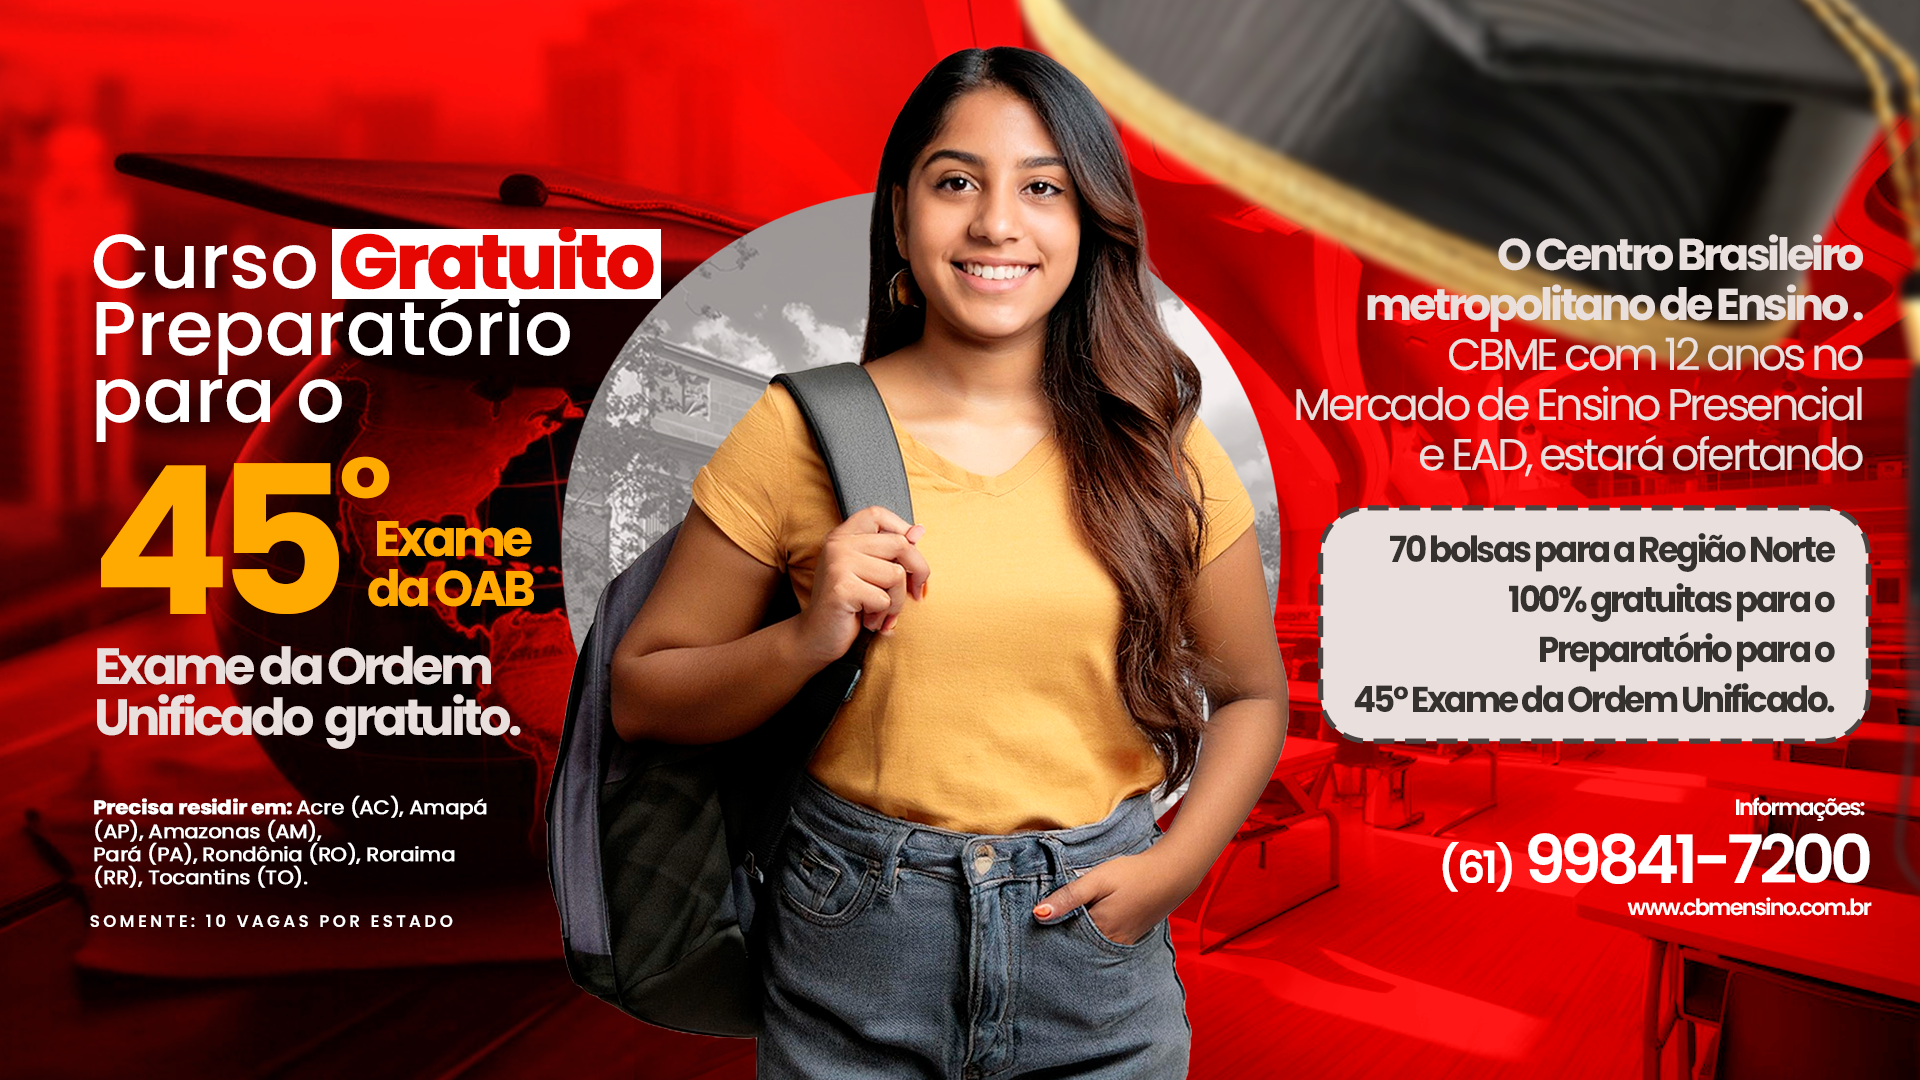 Curso Gratuito
Preparatório
para o
45º Exame
da OAB
Exame da Ordem
Unificado gratuito.
Precisa residir em: Acre (AC), Amapá
(AP), Amazonas (AM),
Pará (PA), Rondônia (RO), Roraima
(RR), Tocantins (TO).
SOMENTE: 10 VAGAS POR ESTADO
O Centro Brasileiro
metropolitano de Ensino .
CBME com 12 anos no
Mercado de Ensino Presencial
e EAD, estará ofertando
70 bolsas para a Região Norte
100% gratuitas para o
Preparatório para o
45º Exame da Ordem Unificado.
Informações:
(61) 99841-7200
www.cbmensino.com.br